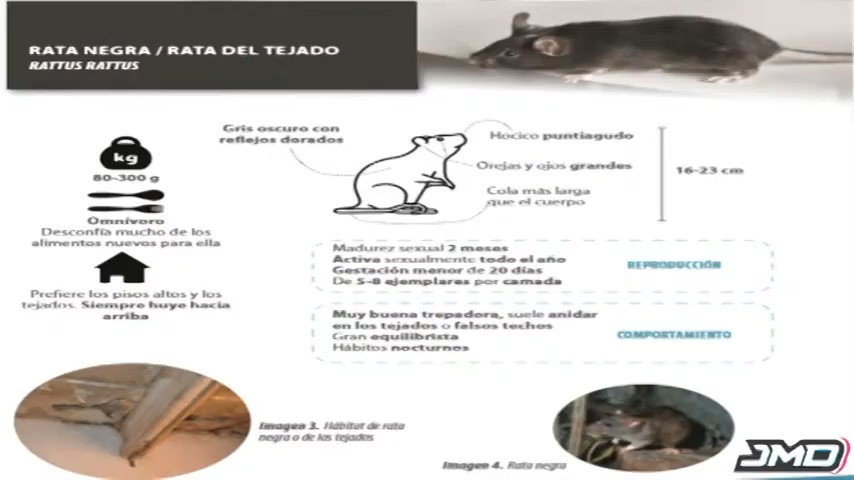 RATA NEGRA / RATA DEL TEJADO
RATTUS RATTUS
Gris oscuro con
reflejos dorados
Hocico puntiagudo
Orejas y ojos grandes
Cola más larga
que el cuerpo
16-23 cm
kg
80-300 g
Omnívoro
Desconfía mucho de los
alimentos nuevos para ella
Prefiere los pisos altos y los
tejados. Siempre huye hacia
arriba
Madurez sexual 2 meses
Activa sexualmente todo el año
Gestación menor de 20 días
De 5-8 ejemplares por camada
REPRODUCCIÓN
Muy buena trepadora, suele anidar
en los tejados o falsos techos
Gran equilibrista
Hábitos nocturnos
COMPORTAMIENTO
Imagen 3. Hábitat de rata
negra o de los tejados
Imagen 4. Rata negra
JMD